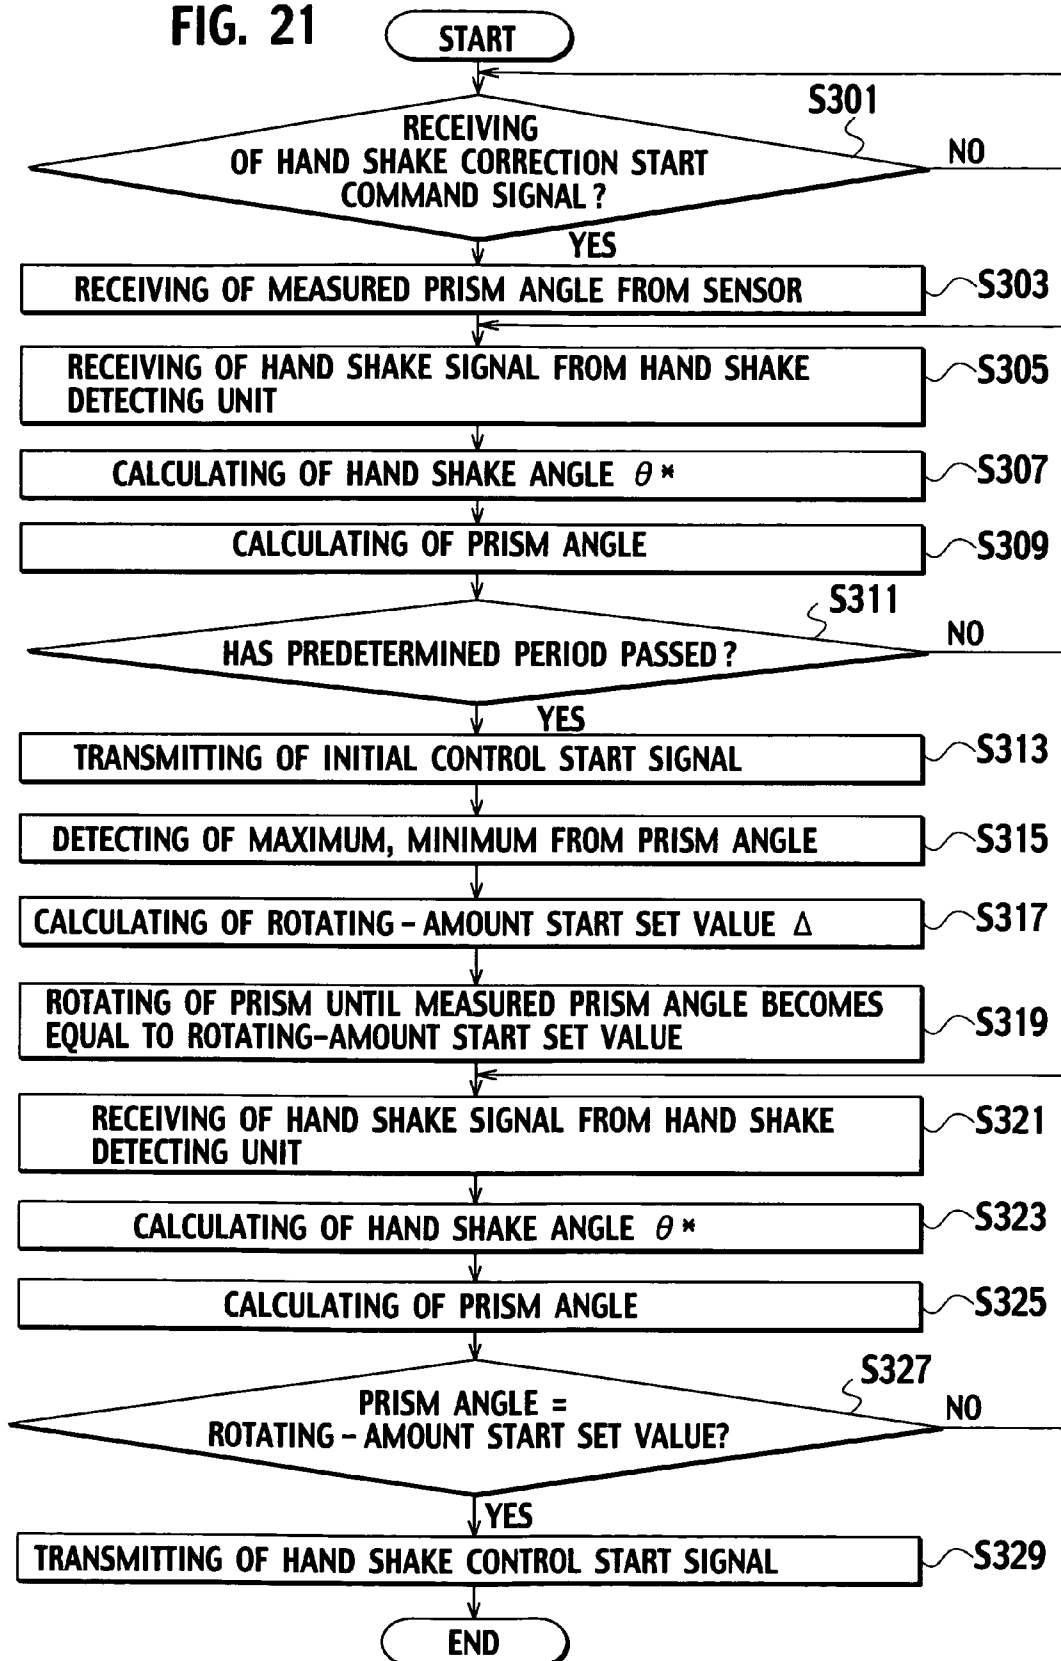 FIG. 21
START
S301
RECEIVING
OF HAND SHAKE CORRECTION START
COMMAND SIGNAL?
NO
YES
RECEIVING OF MEASURED PRISM ANGLE FROM SENSOR
S303
RECEIVING OF HAND SHAKE SIGNAL FROM HAND SHAKE
DETECTING UNIT
S305
CALCULATING OF HAND SHAKE ANGLE θ*
S307
CALCULATING OF PRISM ANGLE
S309
S311
HAS PREDETERMINED PERIOD PASSED?
NO
YES
TRANSMITTING OF INITIAL CONTROL START SIGNAL
S313
DETECTING OF MAXIMUM, MINIMUM FROM PRISM ANGLE
S315
CALCULATING OF ROTATING-AMOUNT START SET VALUE Δ
S317
ROTATING OF PRISM UNTIL MEASURED PRISM ANGLE BECOMES
EQUAL TO ROTATING-AMOUNT START SET VALUE
S319
RECEIVING OF HAND SHAKE SIGNAL FROM HAND SHAKE
DETECTING UNIT
S321
CALCULATING OF HAND SHAKE ANGLE θ*
S323
CALCULATING OF PRISM ANGLE
S325
S327
PRISM ANGLE =
ROTATING-AMOUNT START SET VALUE?
NO
YES
TRANSMITTING OF HAND SHAKE CONTROL START SIGNAL
S329
END